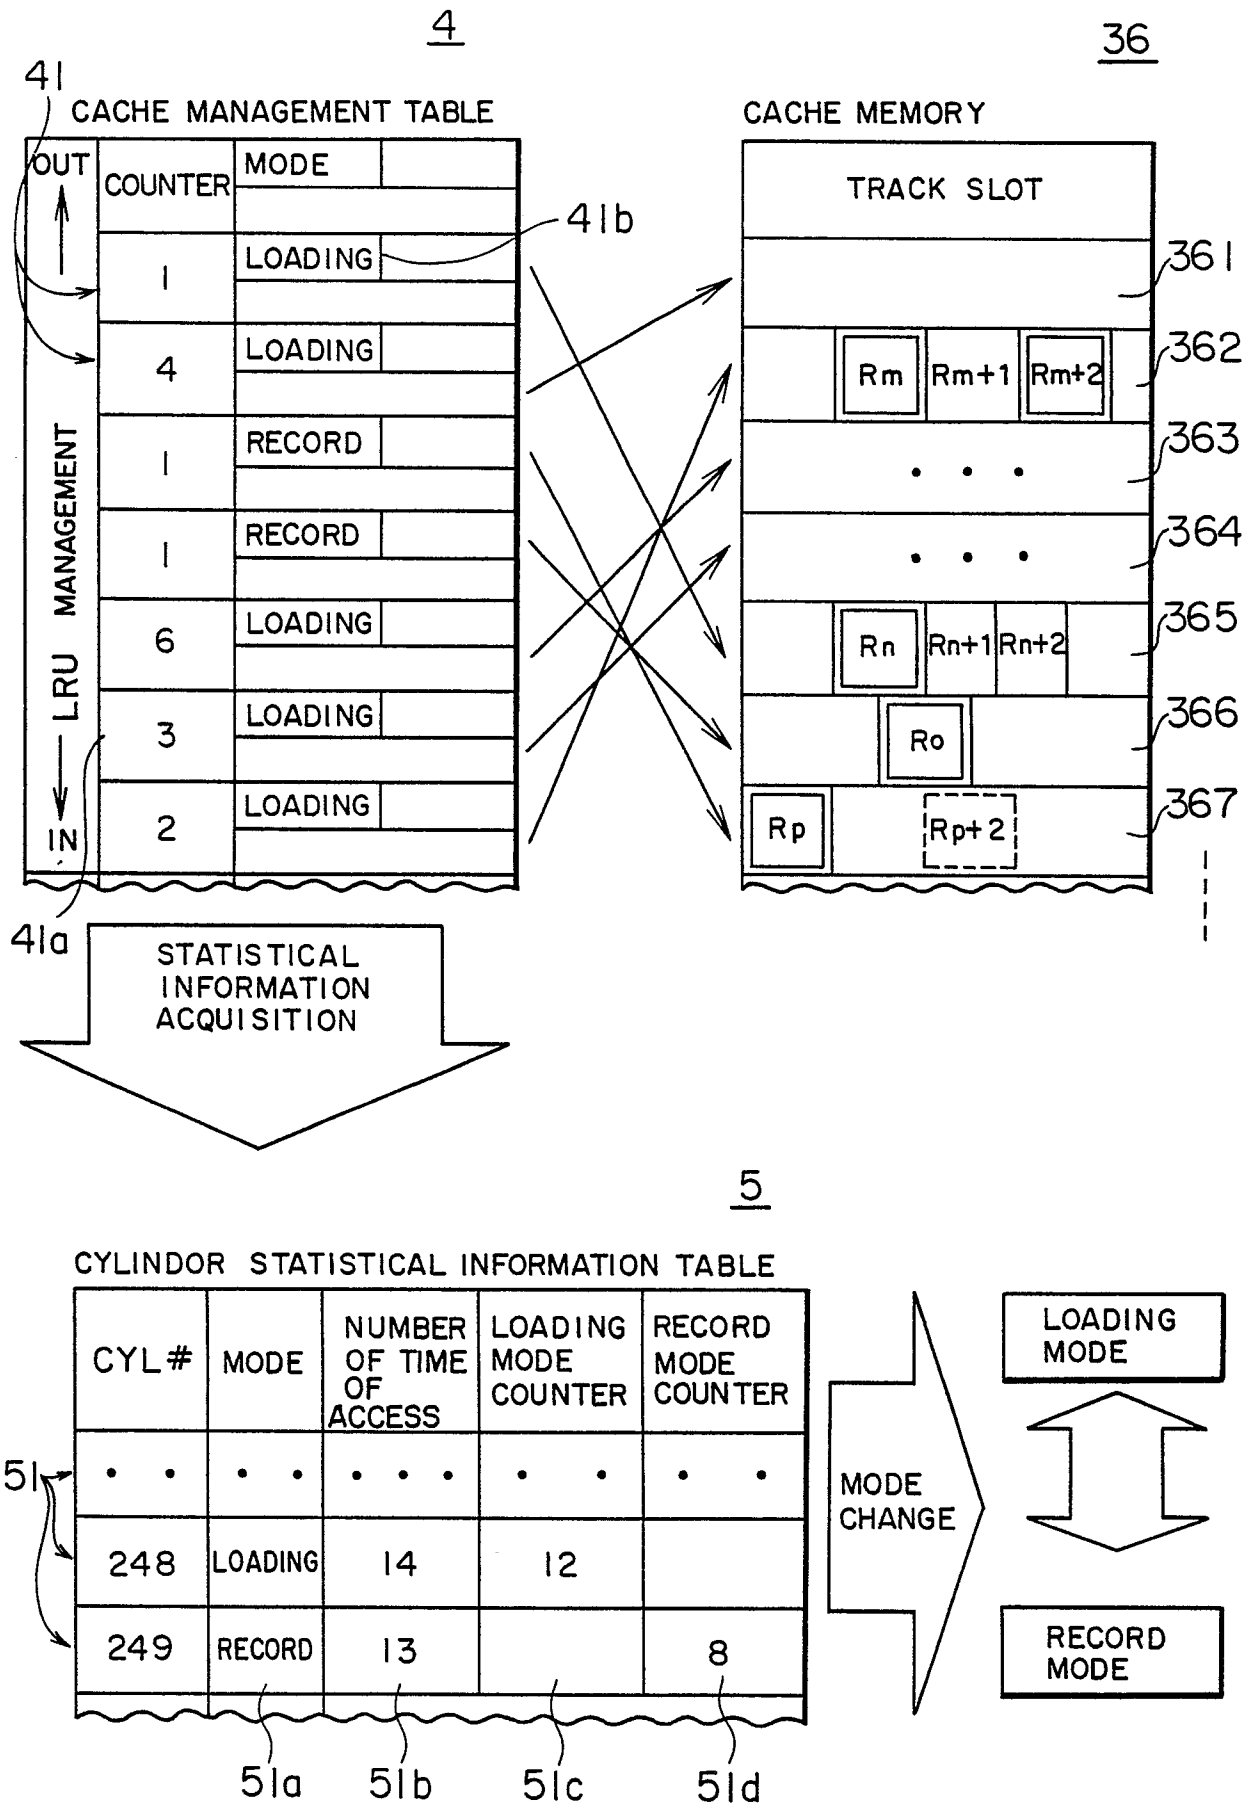 4
36
41
CACHE MANAGEMENT TABLE
CACHE MEMORY
OUT
COUNTER
MODE
TRACK SLOT
41b
1
LOADING
361
4
LOADING
Rm
Rm+1
Rm+2
362
1
RECORD
• • •
363
1
RECORD
• • •
364
LRU MANAGEMENT
6
LOADING
Rn
Rn+1
Rn+2
365
3
LOADING
Ro
366
2
LOADING
Rp
Rp+2
367
IN
41a
STATISTICAL
INFORMATION
ACQUISITION
5
CYLINDOR STATISTICAL INFORMATION TABLE
CYL#
MODE
NUMBER
OF TIME
OF
ACCESS
LOADING
MODE
COUNTER
RECORD
MODE
COUNTER
51
• • • • • • • • • • •
248 LOADING 14 12
249 RECORD 13 8
51a
51b
51c
51d
MODE
CHANGE
LOADING
MODE
RECORD
MODE